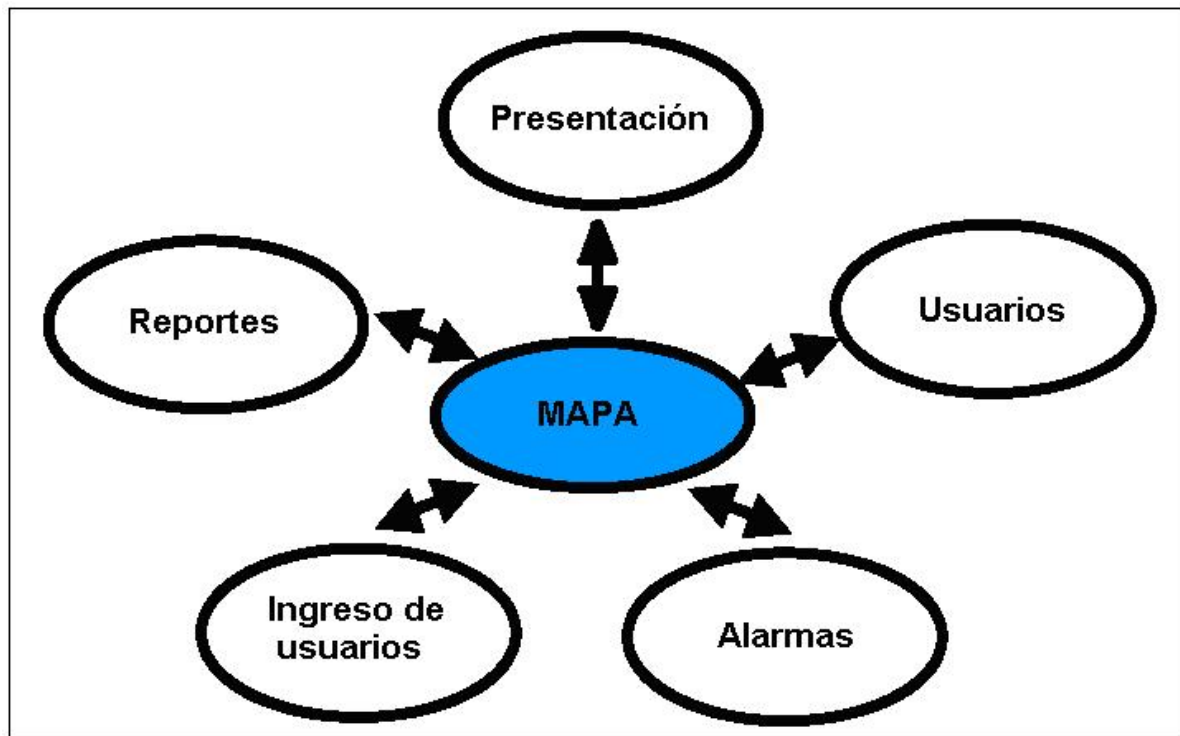 Presentación
Reportes
Usuarios
MAPA
Ingreso de
usuarios
Alarmas